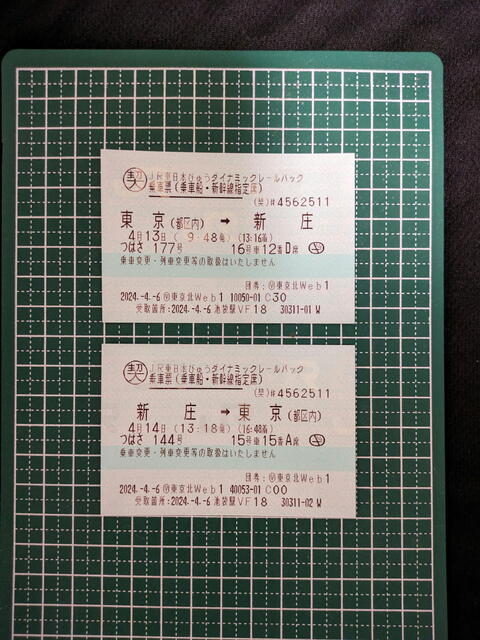 契 JR東日本びゅうダイナミックレールパック
乗車票(乗車船・新幹線指定席)
(契)#4562511
東京(都区内) → 新庄
4月13日( 9・48発) (13:16着)
つばさ 177号 16号車12番D席
乗車変更・列車変更等の取扱はいたしません
団券:Ⓦ東京北Web1
2024.-4.-6 Ⓦ東京北Web1 10050-01 C30
受取箇所:2024.-4.-6 池袋駅VF18 30311-01 W
契 JR東日本びゅうダイナミックレールパック
乗車票(乗車船・新幹線指定席)
(契)#4562511
新庄 → 東京(都区内)
4月14日(13:18発) (16:48着)
つばさ 144号 15号車15番A席
乗車変更・列車変更等の取扱はいたしません
団券:Ⓦ東京北Web1
2024.-4.-6 Ⓦ東京北Web1 40053-01 C00
受取箇所:2024.-4.-6 池袋駅VF18 30311-02 W